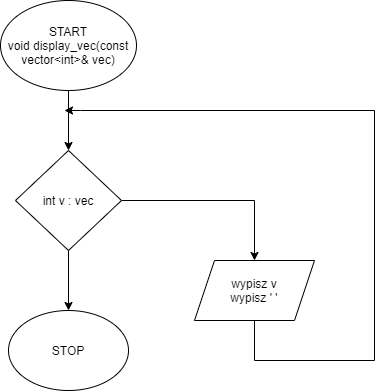 START
void display_vec(const
vector<int>& vec)
int v : vec
wypisz v
wypisz ' '
STOP